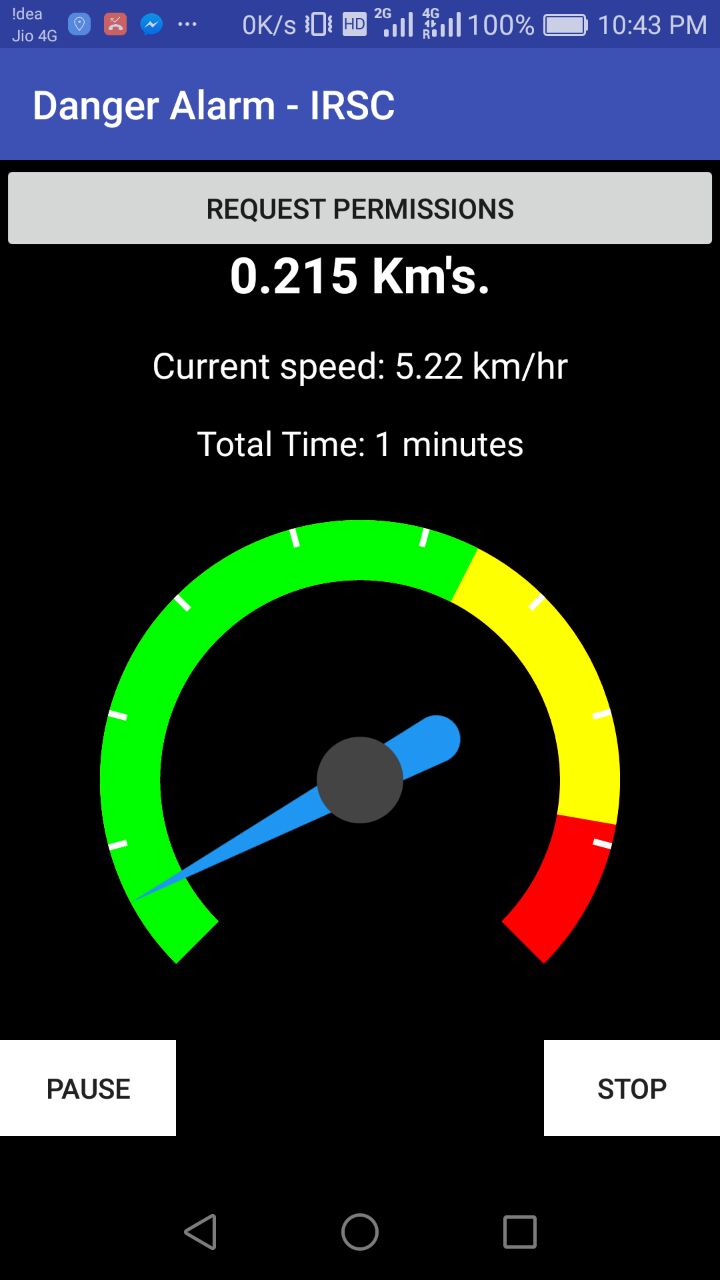 !dea
Jio 4G
0K/s HD 2G 4G R 100% 10:43 PM
Danger Alarm - IRSC
REQUEST PERMISSIONS
0.215 Km's.
Current speed: 5.22 km/hr
Total Time: 1 minutes
PAUSE STOP